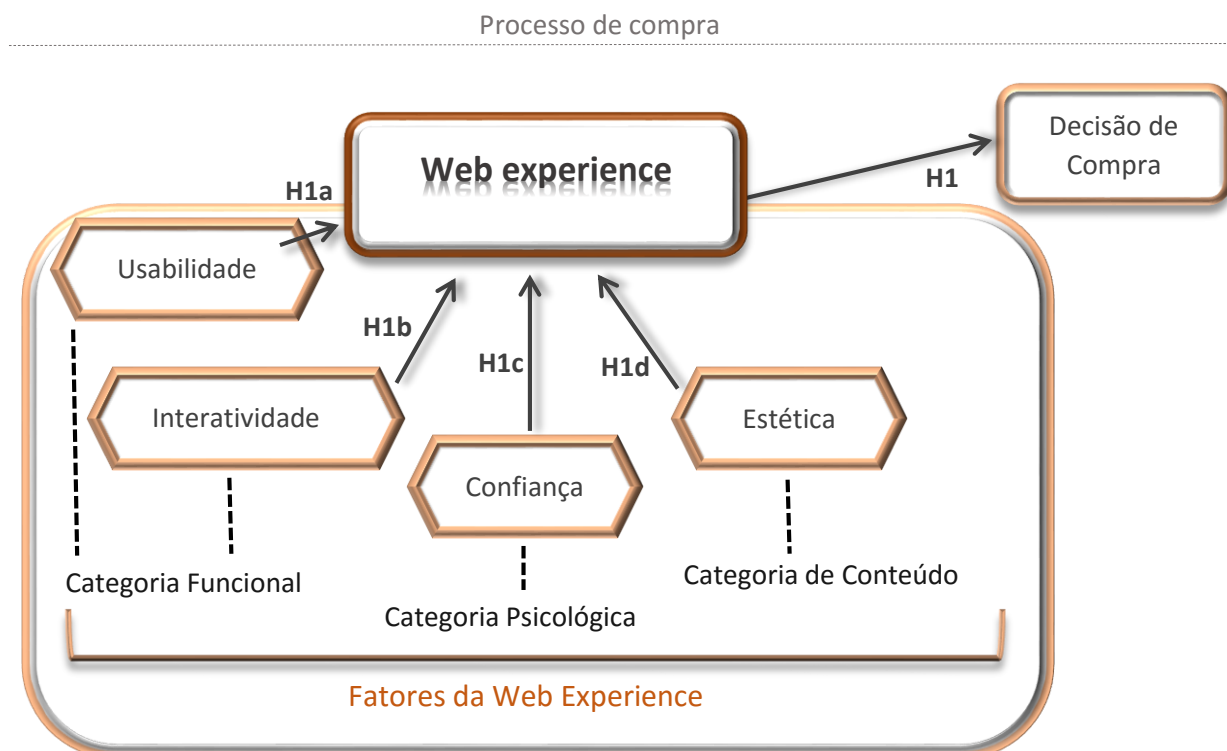 Processo de compra
Decisão de
Compra
Web experience
H1
H1a
Usabilidade
H1b
H1c
H1d
Interatividade
Estética
Confiança
Categoria Funcional
Categoria de Conteúdo
Categoria Psicológica
Fatores da Web Experience